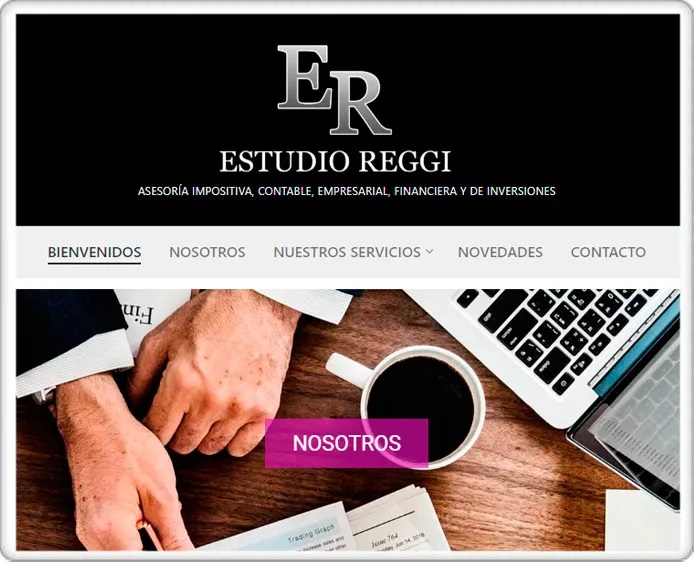 ER
ESTUDIO REGGI
ASESORÍA IMPOSITIVA, CONTABLE, EMPRESARIAL, FINANCIERA Y DE INVERSIONES
BIENVENIDOS NOSOTROS NUESTROS SERVICIOS NOVEDADES CONTACTO
NOSOTROS
Trading Graph
Issue 764